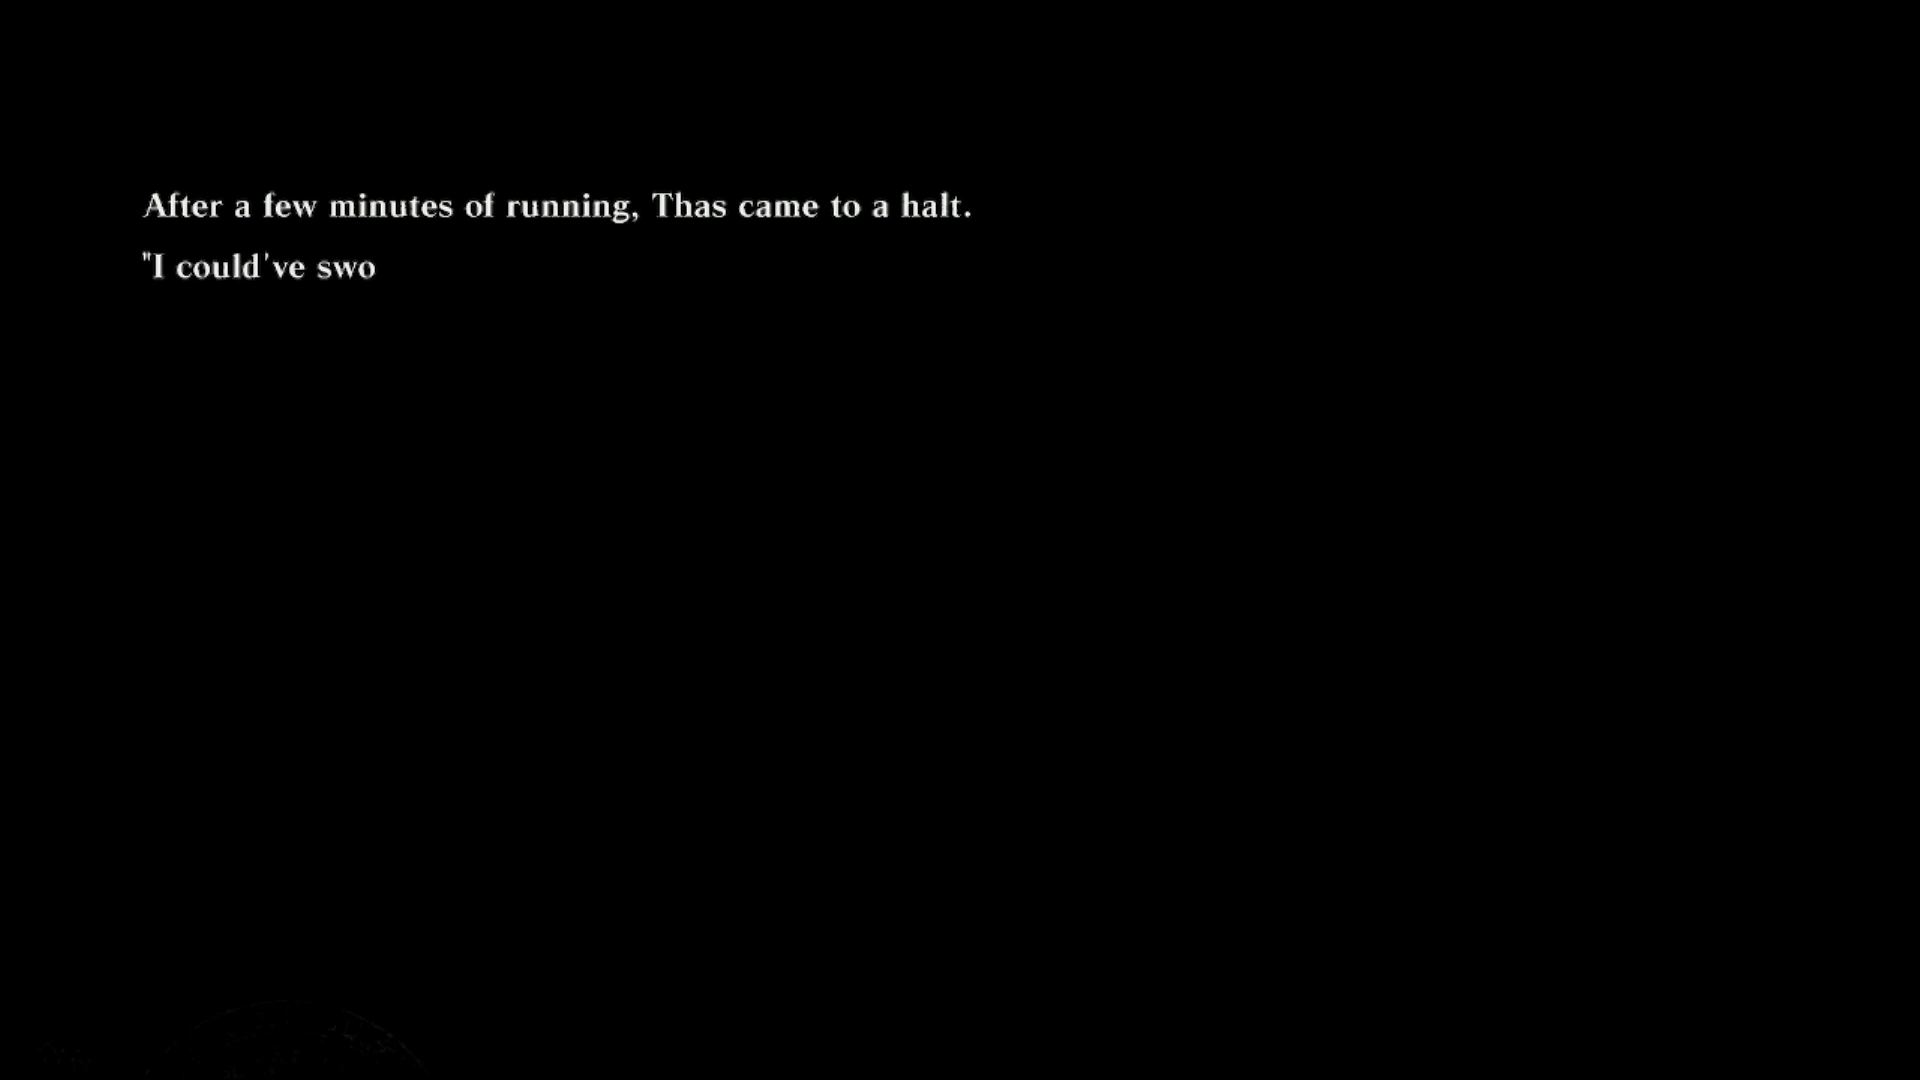 After a few minutes of running, Thas came to a halt.
"I could've swo